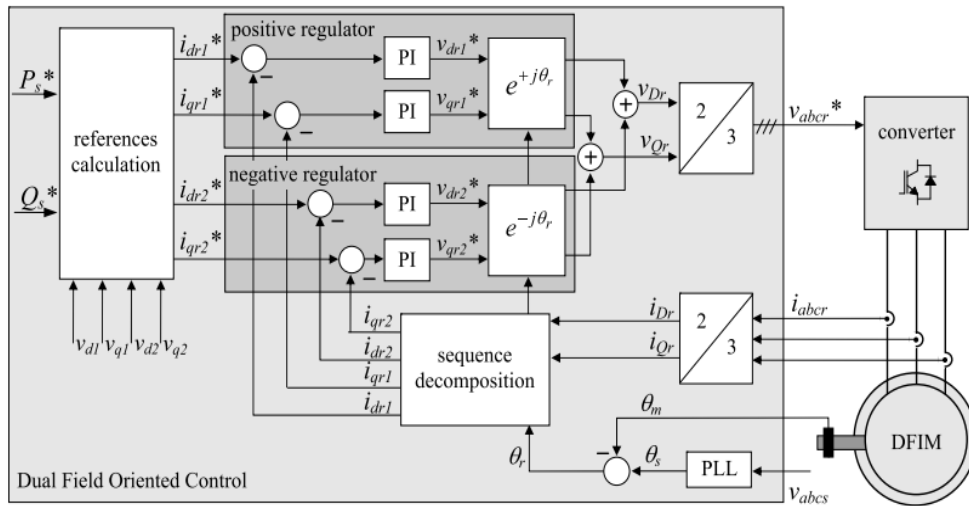 positive regulator
i_dr1*
P_s*
i_qr1*
references
calculation
Q_s*
i_dr2*
i_qr2*
v_d1 v_q1 v_d2 v_q2
−
PI
v_dr1*
−
PI
v_qr1*
e^{+jθ_r}
negative regulator
−
PI
v_dr2*
−
PI
v_qr2*
e^{−jθ_r}
+
v_Dr
+
v_Qr
2
3
v_abcr*
converter
i_qr2
i_dr2
i_qr1
i_dr1
sequence
decomposition
i_Dr
i_Qr
2
3
i_abcr
θ_m
θ_r
−
θ_s
PLL
v_abcs
DFIM
Dual Field Oriented Control